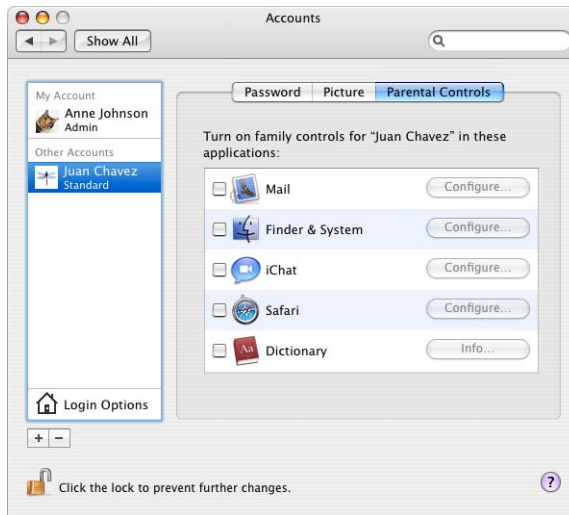 Accounts
Show All
My Account
Anne Johnson
Admin
Other Accounts
Juan Chavez
Standard
Login Options
+ −
Password Picture Parental Controls
Turn on family controls for “Juan Chavez” in these
applications:
Mail Configure...
Finder & System Configure...
iChat Configure...
Safari Configure...
Aa Dictionary Info...
Click the lock to prevent further changes.
?